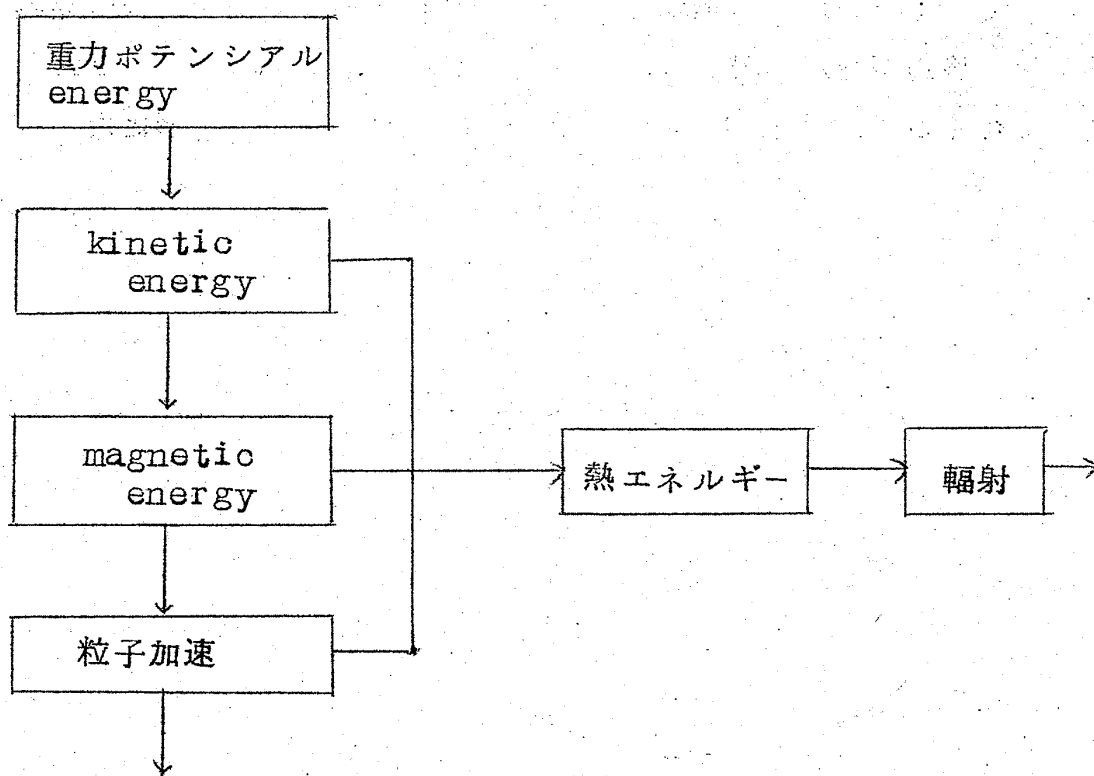 重力ポテンシアル
energy
kinetic
energy
magnetic
energy
熱エネルギー
輻射
粒子加速